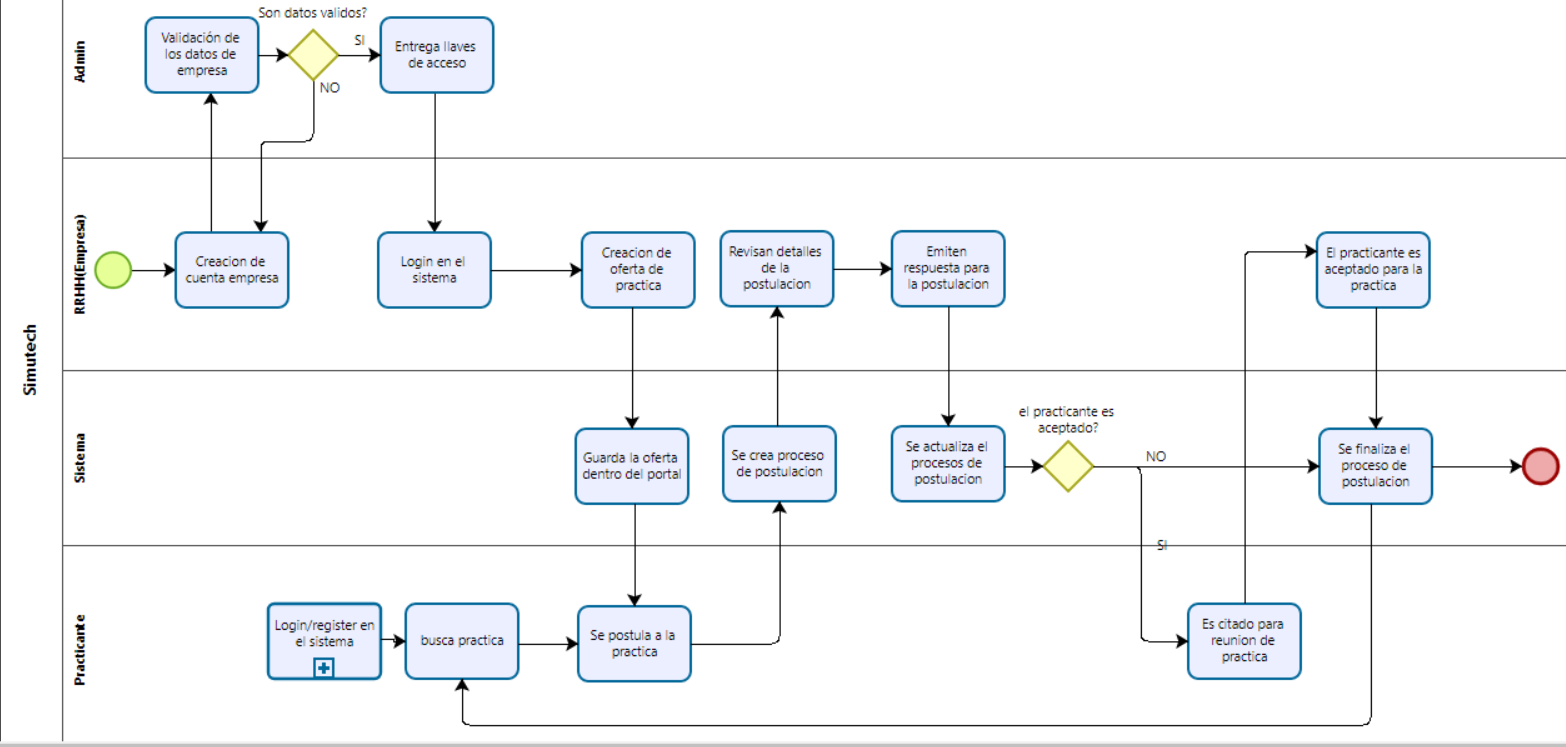 Simutech
Admin
Validación de
los datos de
empresa
Son datos validos?
SI
NO
Entrega llaves
de acceso
RRHH(Empresa)
Creacion de
cuenta empresa
Login en el
sistema
Creacion de
oferta de
practica
Revisan detalles
de la
postulacion
Emiten
respuesta para
la postulacion
El practicante es
aceptado para la
practica
Sistema
Guarda la oferta
dentro del portal
Se crea proceso
de postulacion
Se actualiza el
procesos de
postulacion
el practicante es
aceptado?
NO
SI
Se finaliza el
proceso de
postulacion
Practicante
Login/register en
el sistema
busca practica
Se postula a la
practica
Es citado para
reunion de
practica